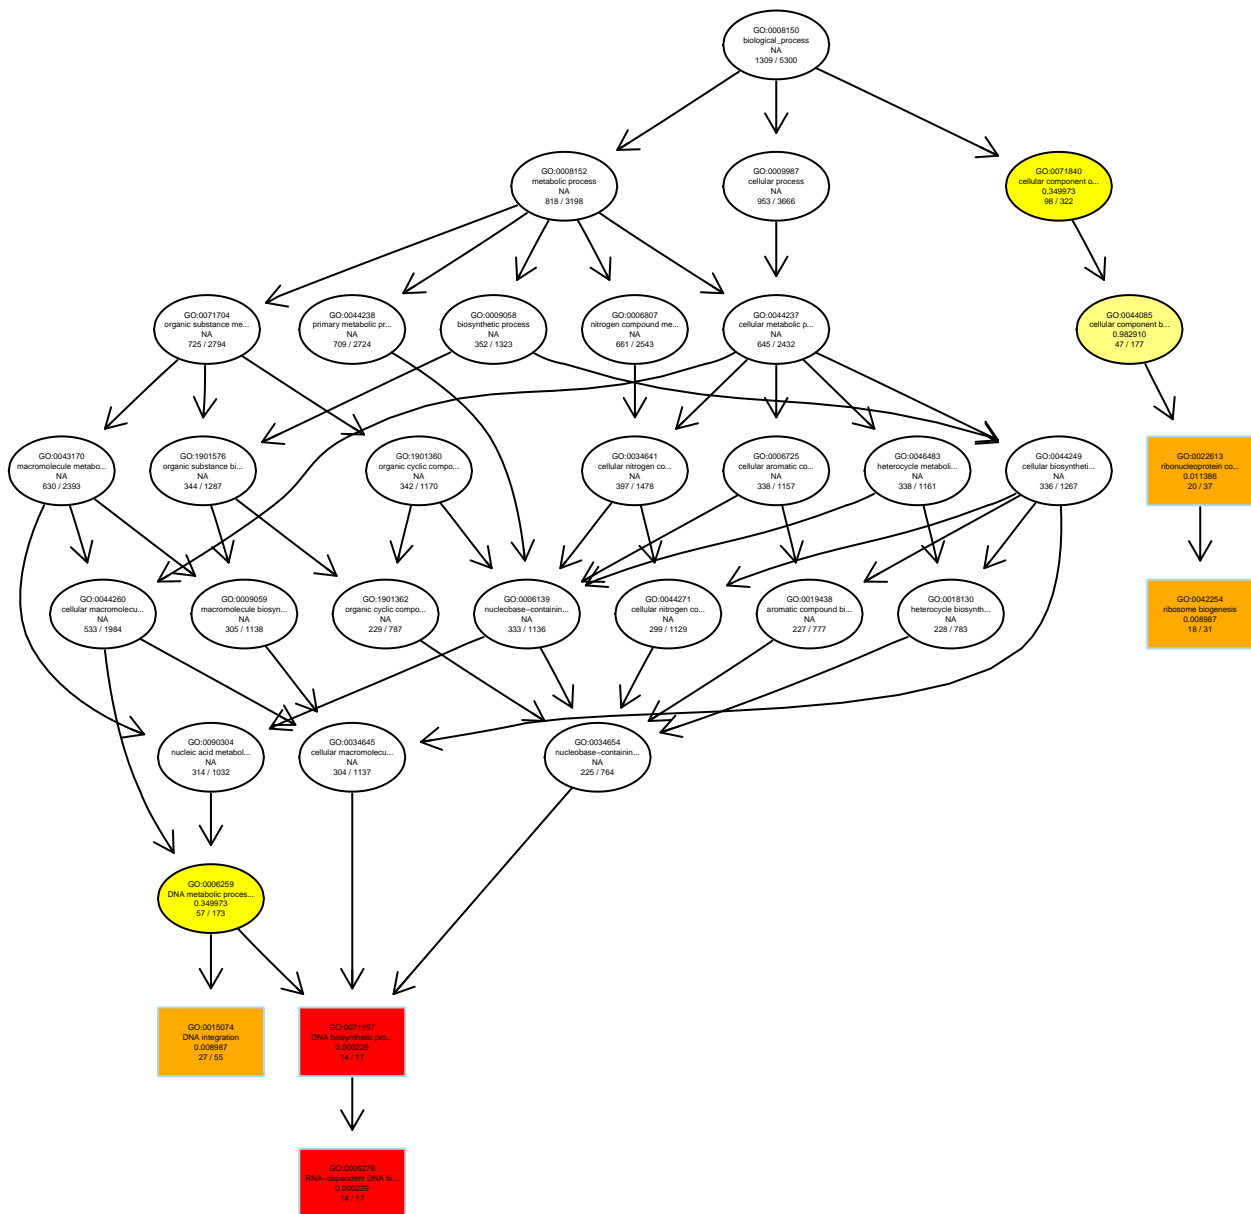 GO:0008150
biological_process
NA
1309 / 5300
GO:0008152
metabolic process
NA
818 / 3198
GO:0009987
cellular process
NA
953 / 3666
GO:0071840
cellular component o...
0.349973
98 / 322
GO:0071704
organic substance me...
NA
725 / 2794
GO:0044238
primary metabolic pr...
NA
709 / 2724
GO:0009058
biosynthetic process
NA
352 / 1323
GO:0006807
nitrogen compound me...
NA
661 / 2543
GO:0044237
cellular metabolic p...
NA
645 / 2432
GO:0044085
cellular component b...
0.982910
47 / 177
GO:0043170
macromolecule metabo...
NA
630 / 2393
GO:1901576
organic substance bi...
NA
344 / 1287
GO:1901360
organic cyclic compo...
NA
342 / 1170
GO:0034641
cellular nitrogen co...
NA
397 / 1478
GO:0006725
cellular aromatic co...
NA
338 / 1157
GO:0046483
heterocycle metaboli...
NA
338 / 1161
GO:0044249
cellular biosyntheti...
NA
336 / 1267
GO:0022613
ribonucleoprotein co...
0.011386
20 / 37
GO:0044260
cellular macromolecu...
NA
533 / 1984
GO:0009059
macromolecule biosyn...
NA
305 / 1138
GO:1901362
organic cyclic compo...
NA
229 / 787
GO:0006139
nucleobase−containin...
NA
333 / 1136
GO:0044271
cellular nitrogen co...
NA
299 / 1129
GO:0019438
aromatic compound bi...
NA
227 / 777
GO:0018130
heterocycle biosynth...
NA
228 / 783
GO:0042254
ribosome biogenesis
0.008987
18 / 31
GO:0090304
nucleic acid metabol...
NA
314 / 1032
GO:0034645
cellular macromolecu...
NA
304 / 1137
GO:0034654
nucleobase−containin...
NA
225 / 764
GO:0006259
DNA metabolic proces...
0.349973
57 / 173
GO:0015074
DNA integration
0.008987
27 / 55
GO:0071897
DNA biosynthetic pro...
0.000229
14 / 17
GO:0006278
RNA−dependent DNA bi...
0.000229
14 / 17